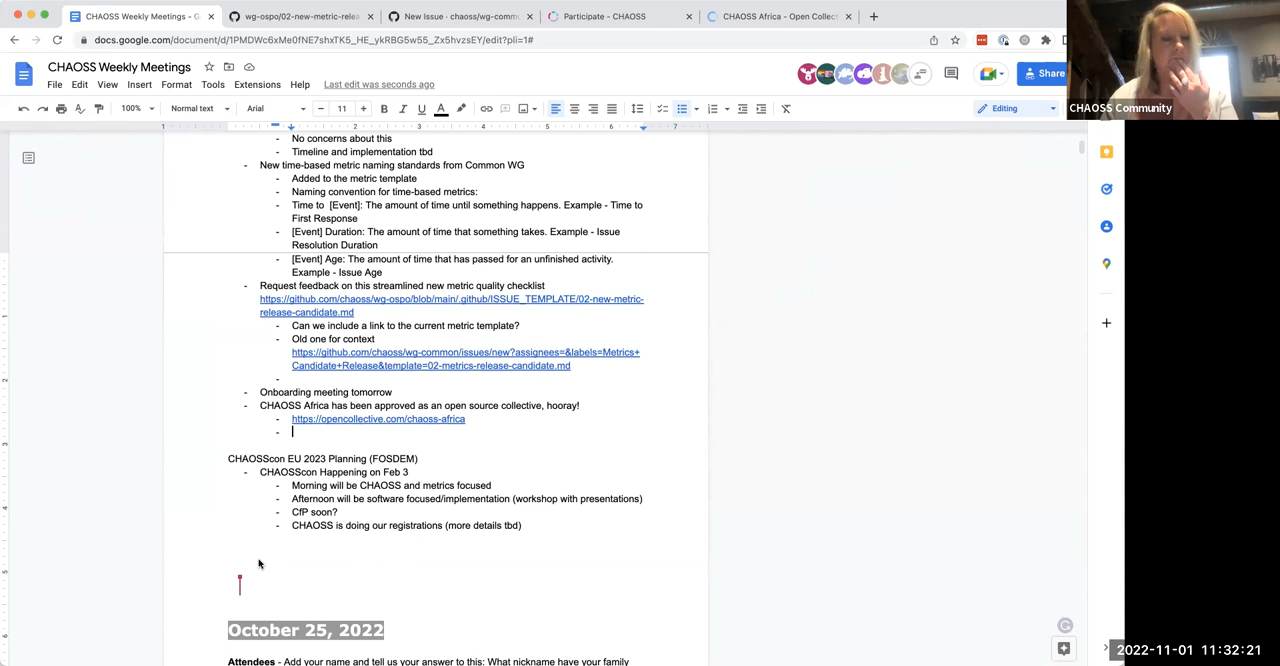 CHAOSS Weekly Meetings - G
wg-ospo/02-new-metric-relea
New Issue · chaoss/wg-comm
Participate - CHAOSS
CHAOSS Africa - Open Collect
docs.google.com/document/d/1PMDWc6xMe0fNE7shxTK5_HE_ykRBG5w55_Zx5hvzsEY/edit?pli=1#
CHAOSS Weekly Meetings
File Edit View Insert Format Tools Extensions Help Last edit was seconds ago
Share
CHAOSS Community
100% Normal text Arial 11 B I U A Editing
1 2 3 4 5 6 7
- No concerns about this
- Timeline and implementation tbd
- New time-based metric naming standards from Common WG
- Added to the metric template
- Naming convention for time-based metrics:
- Time to [Event]: The amount of time until something happens. Example - Time to
First Response
- [Event] Duration: The amount of time that something takes. Example - Issue
Resolution Duration
- [Event] Age: The amount of time that has passed for an unfinished activity.
Example - Issue Age
- Request feedback on this streamlined new metric quality checklist
https://github.com/chaoss/wg-ospo/blob/main/.github/ISSUE_TEMPLATE/02-new-metric-
release-candidate.md
- Can we include a link to the current metric template?
- Old one for context
https://github.com/chaoss/wg-common/issues/new?assignees=&labels=Metrics+
Candidate+Release&template=02-metrics-release-candidate.md
-
- Onboarding meeting tomorrow
- CHAOSS Africa has been approved as an open source collective, hooray!
- https://opencollective.com/chaoss-africa
-
CHAOSScon EU 2023 Planning (FOSDEM)
- CHAOSScon Happening on Feb 3
- Morning will be CHAOSS and metrics focused
- Afternoon will be software focused/implementation (workshop with presentations)
- CfP soon?
- CHAOSS is doing our registrations (more details tbd)
October 25, 2022
Attendees - Add your name and tell us your answer to this: What nickname have your family
2022-11-01 11:32:21